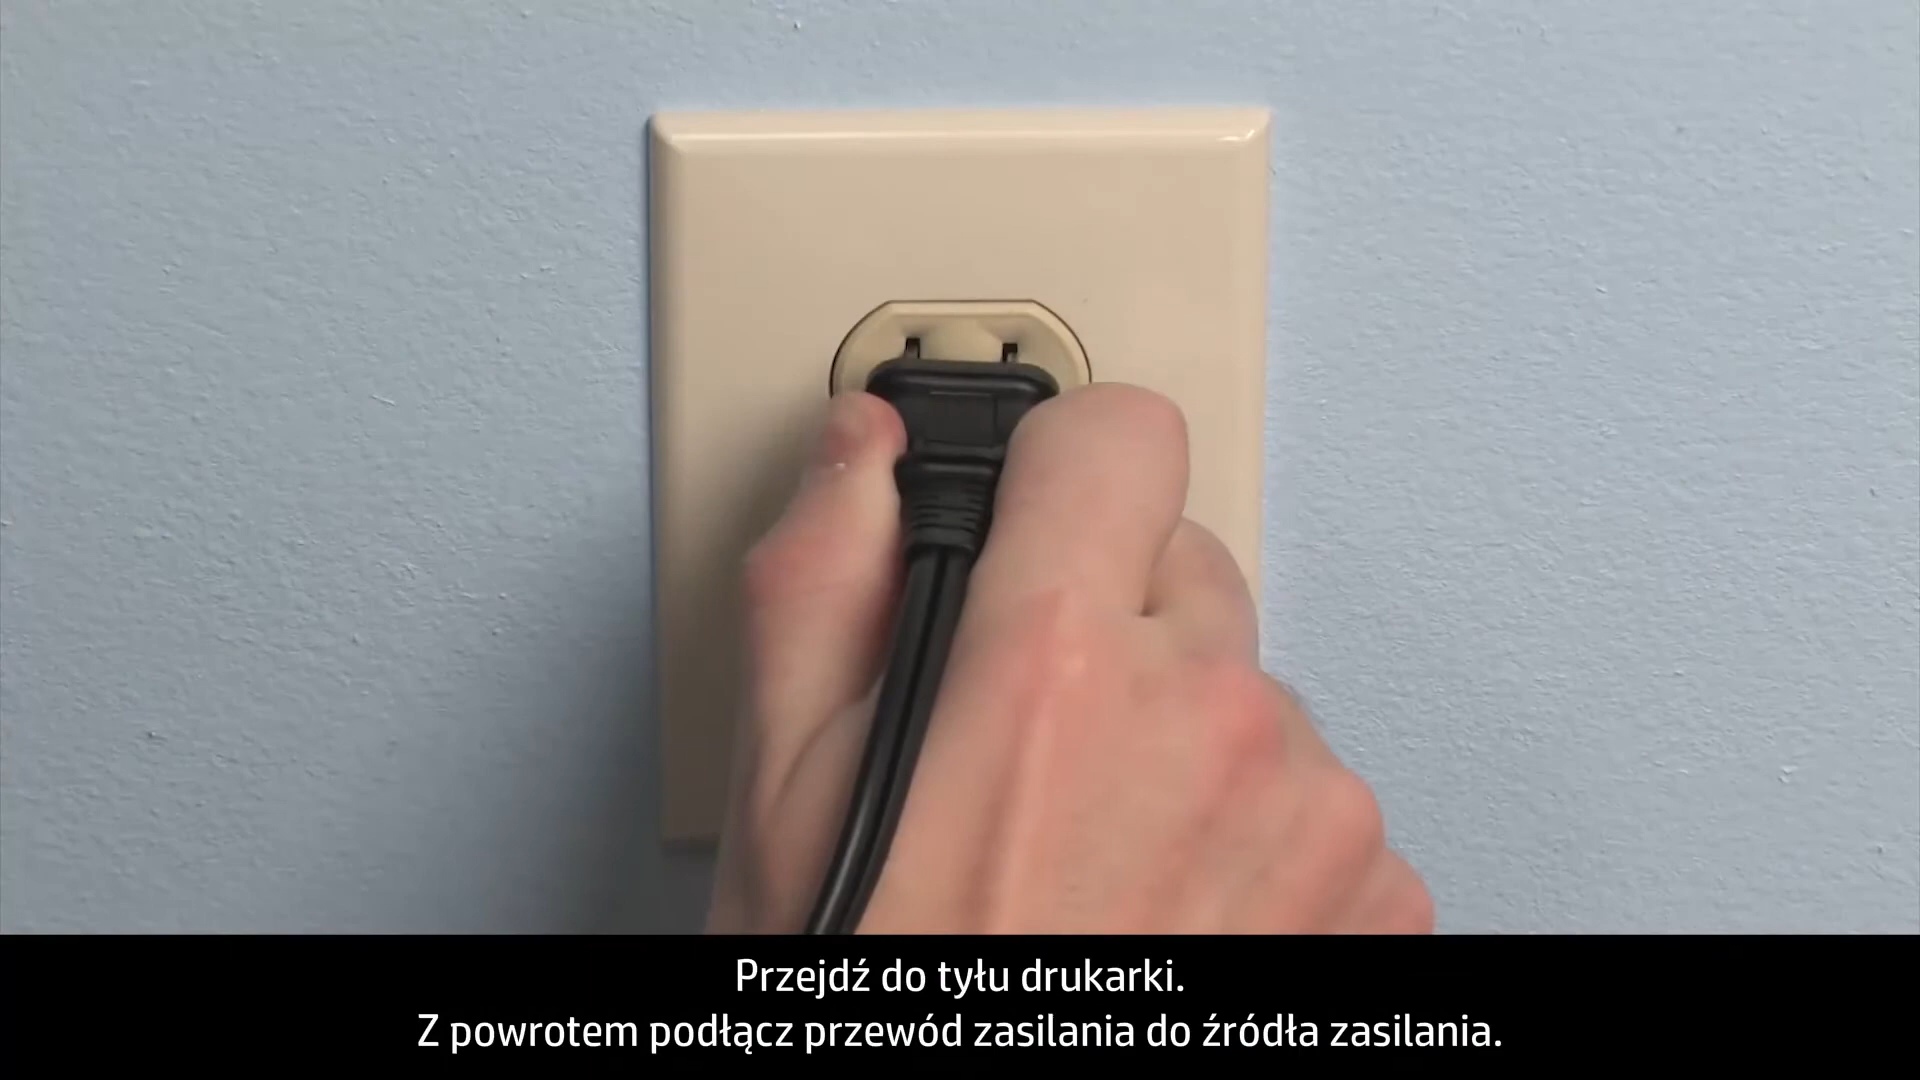 Przejdź do tyłu drukarki.
Z powrotem podłącz przewód zasilania do źródła zasilania.